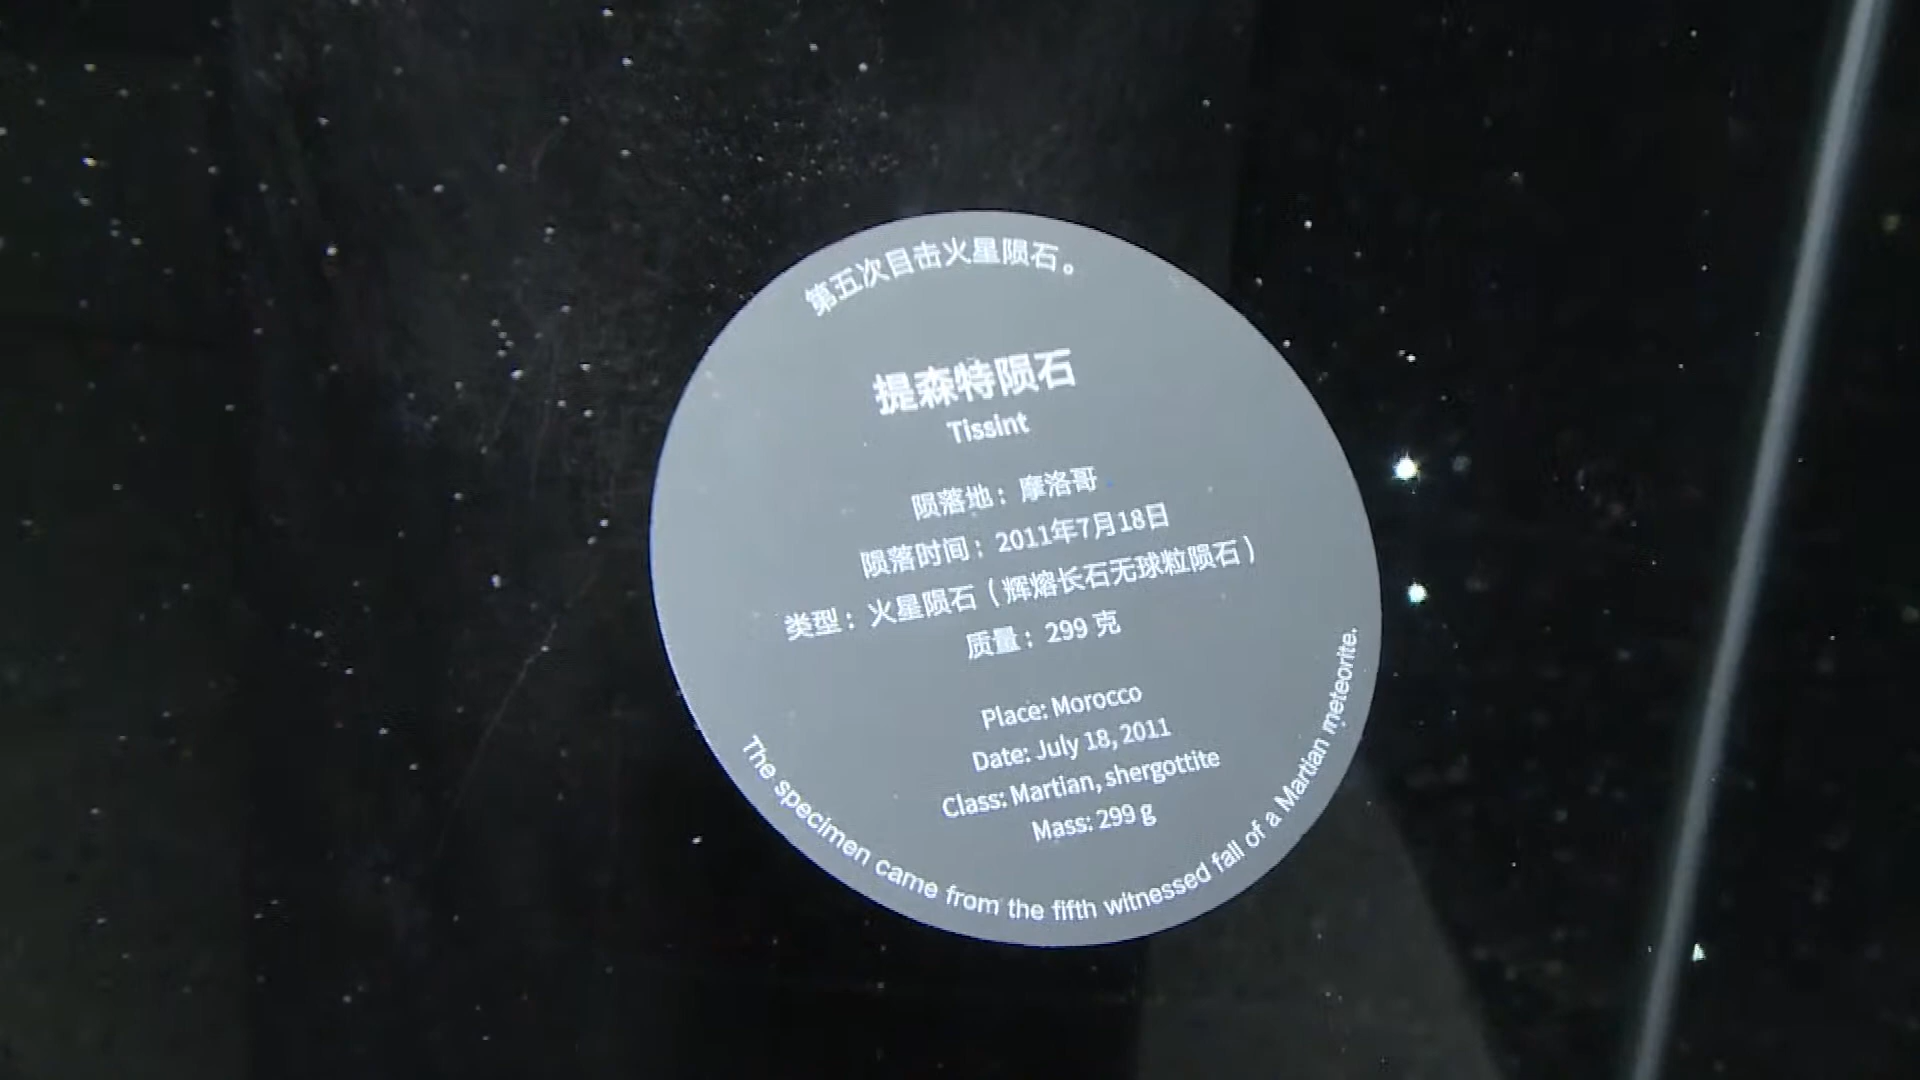 第五次目击火星陨石。
提森特陨石
Tissint
陨落地：摩洛哥
陨落时间：2011年7月18日
类型：火星陨石（辉熔长石无球粒陨石）
质量：299 克
Place: Morocco
Date: July 18, 2011
Class: Martian, shergottite
Mass: 299 g
The specimen came from the fifth witnessed fall of a Martian meteorite.